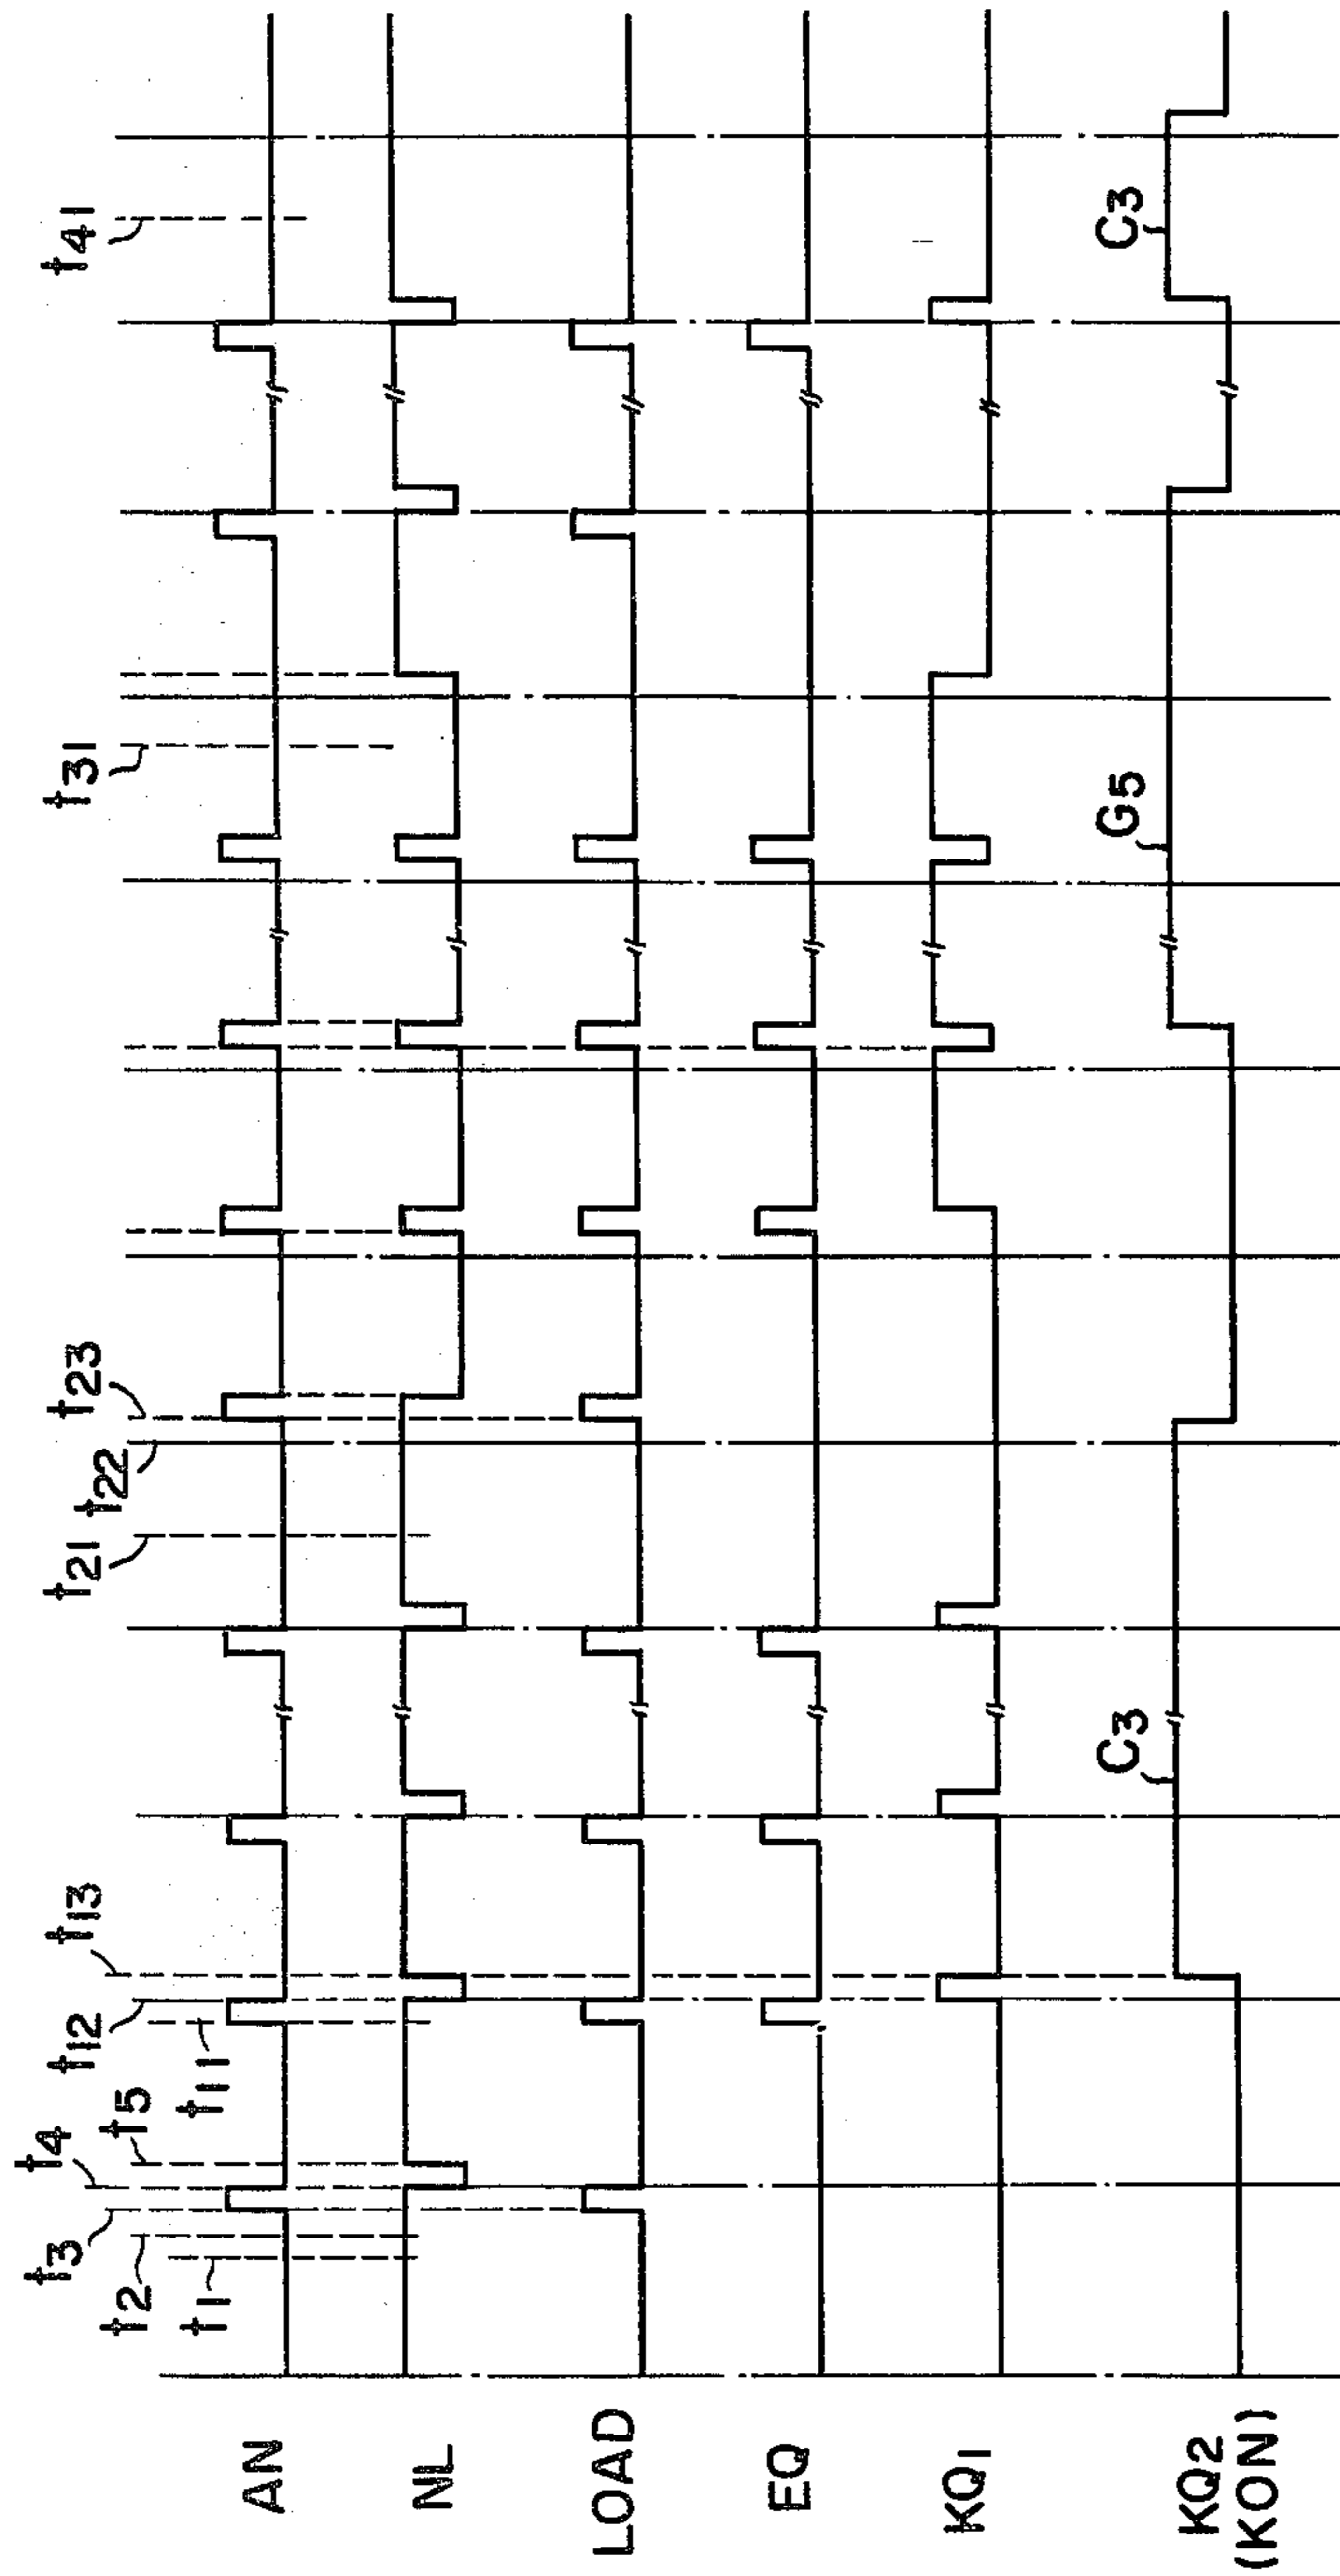 t1
t2
t3
t4
t5
t11
t12
t13
t21
t22
t23
t31
t41
AN
NL
LOAD
EQ
KQ1
KQ2
(KON)
C3
G5
C3